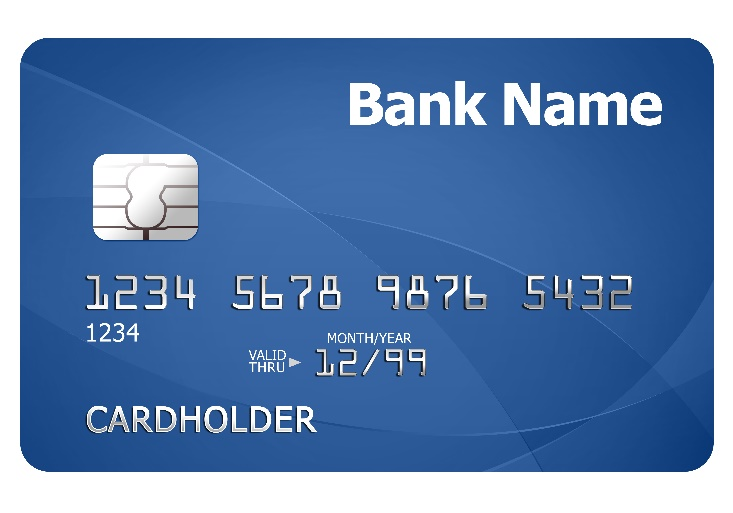 Bank Name
1234 5678 9876 5432
1234
MONTH/YEAR
VALID THRU 12/99
CARDHOLDER